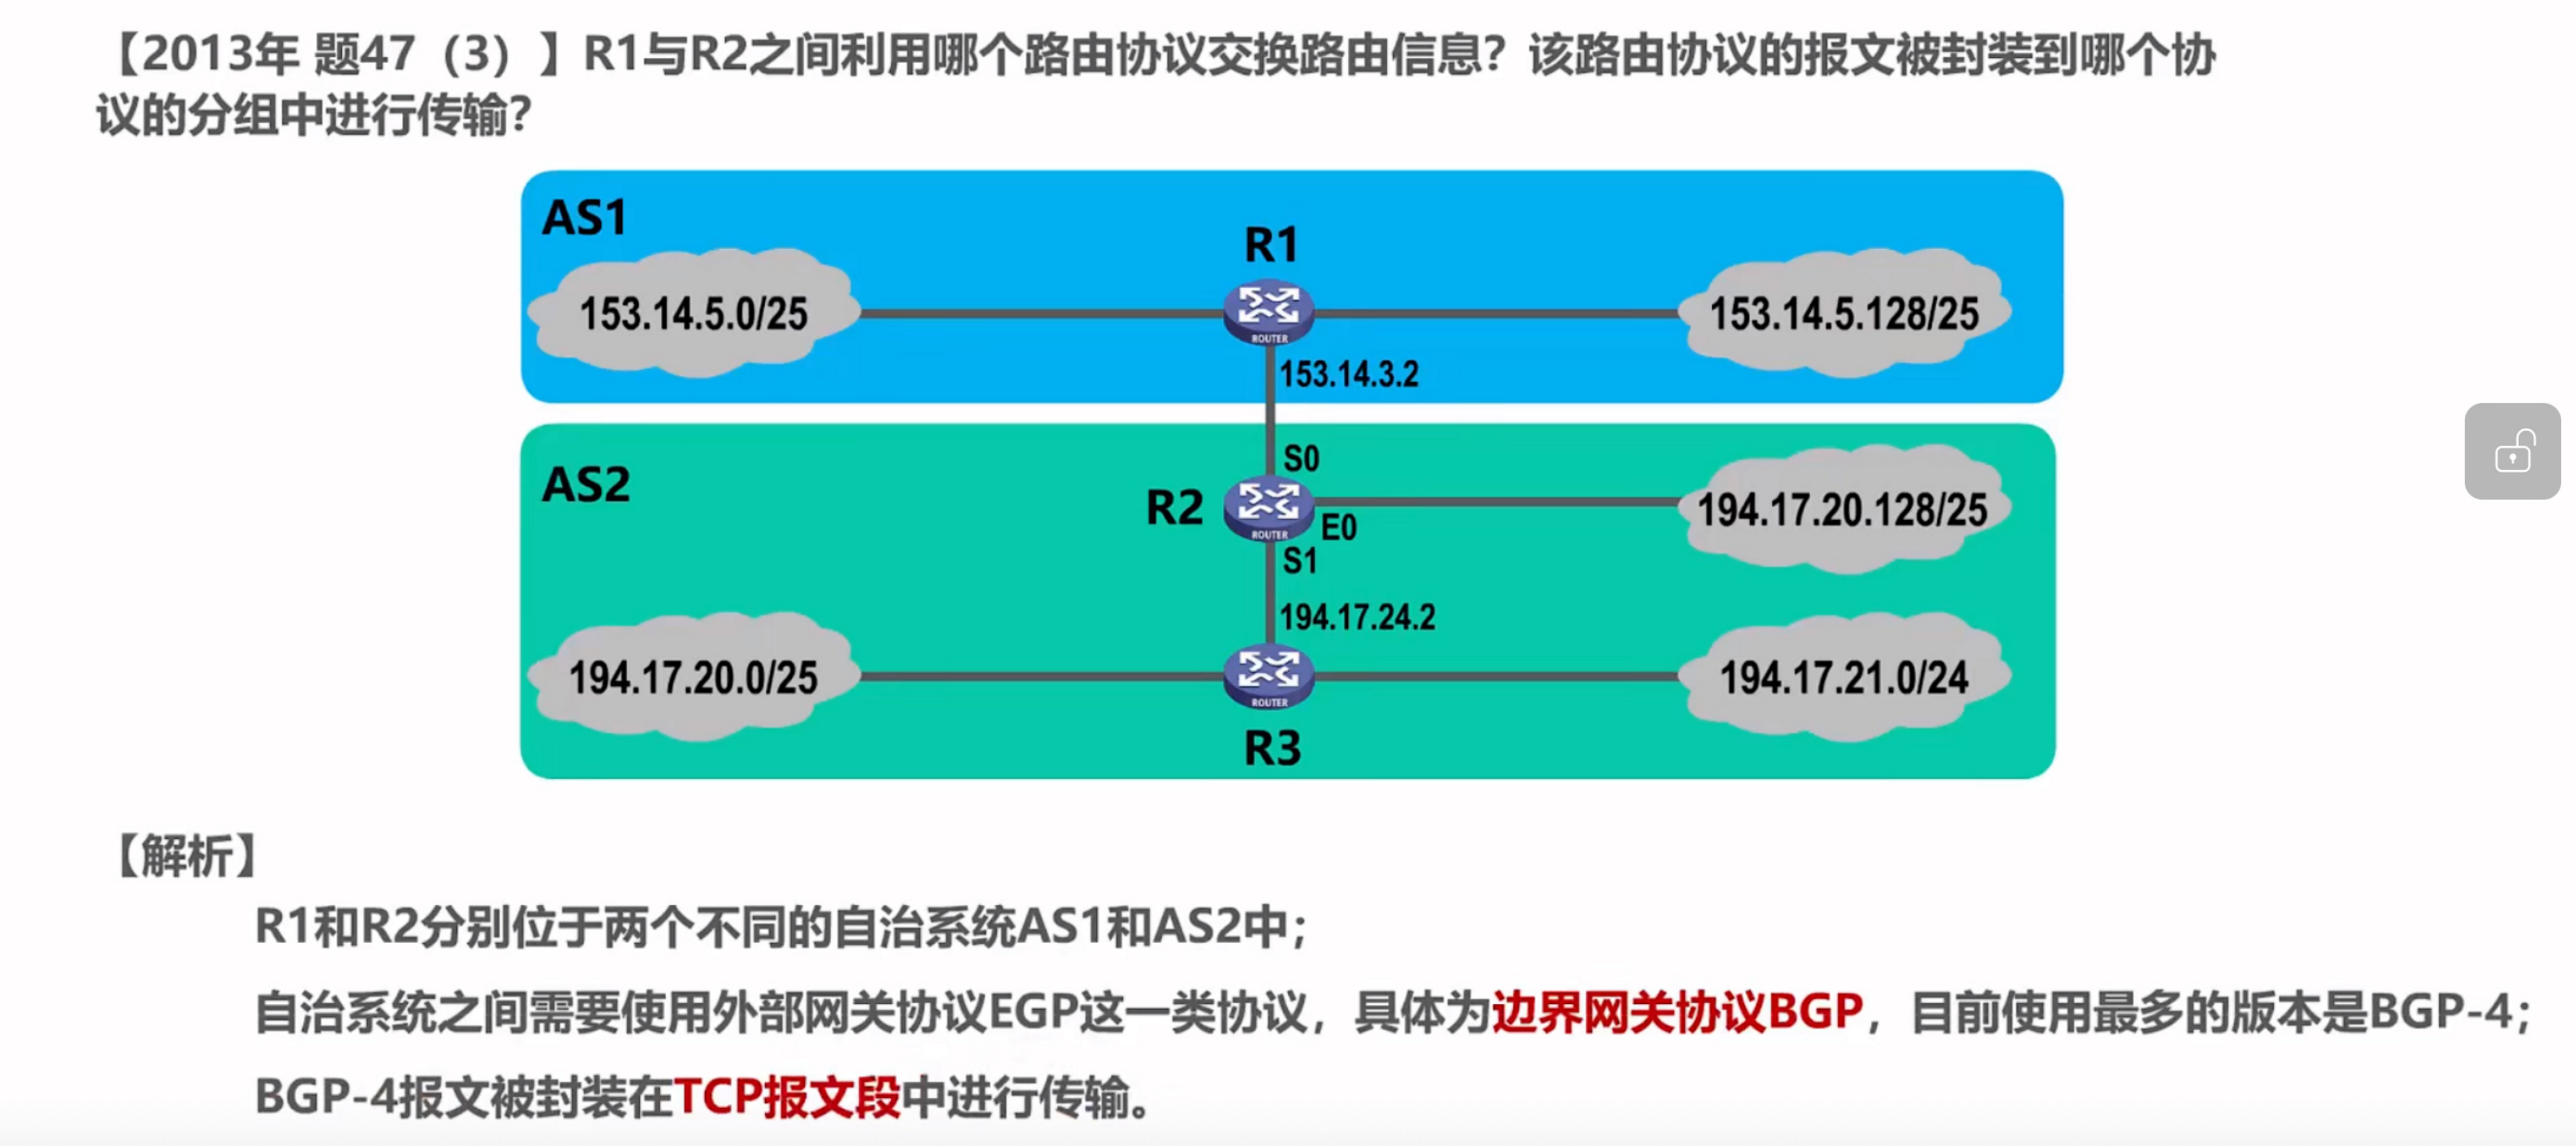 【2013年 题47（3）】R1与R2之间利用哪个路由协议交换路由信息？该路由协议的报文被封装到哪个协
议的分组中进行传输？
AS1
R1
153.14.5.0/25
153.14.5.128/25
ROUTER
153.14.3.2
AS2
S0
R2
194.17.20.128/25
E0
ROUTER
S1
194.17.24.2
194.17.20.0/25
194.17.21.0/24
ROUTER
R3
【解析】
R1和R2分别位于两个不同的自治系统AS1和AS2中；
自治系统之间需要使用外部网关协议EGP这一类协议，具体为边界网关协议BGP，目前使用最多的版本是BGP-4；
BGP-4报文被封装在TCP报文段中进行传输。